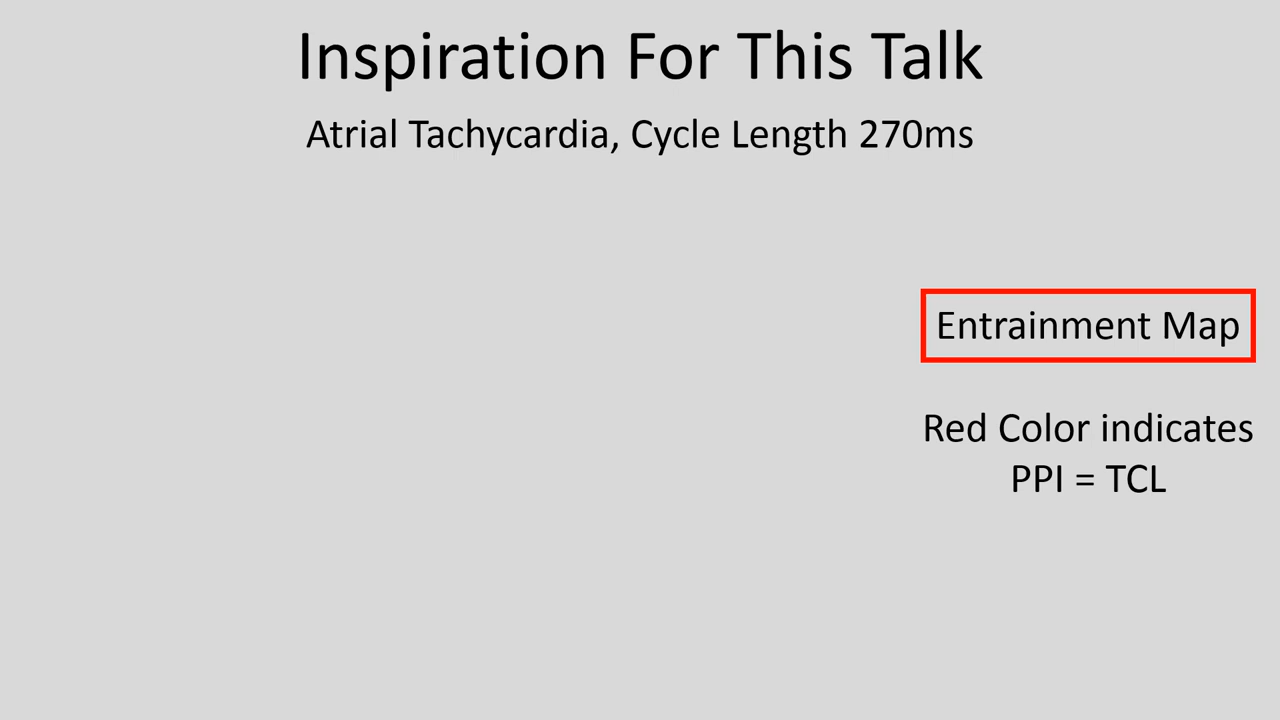 Inspiration For This Talk
Atrial Tachycardia, Cycle Length 270ms
Entrainment Map
Red Color indicates
PPI = TCL